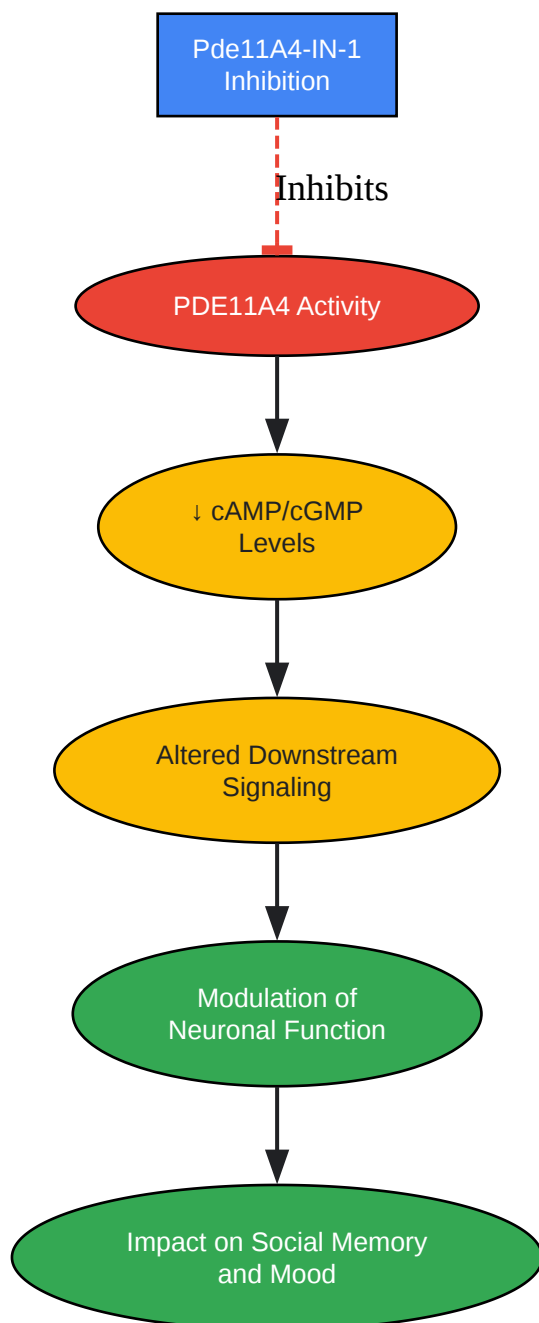 Pde11A4-IN-1
Inhibition
Inhibits
PDE11A4 Activity
↓ cAMP/cGMP
Levels
Altered Downstream
Signaling
Modulation of
Neuronal Function
Impact on Social Memory
and Mood